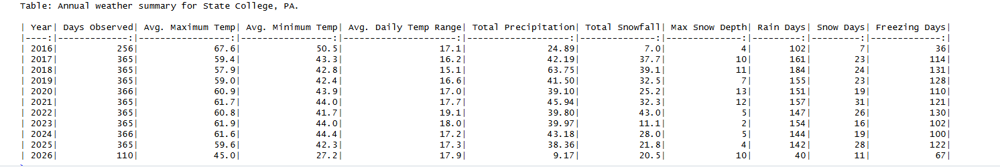 Table: Annual weather summary for State College, PA.
| Year| Days Observed| Avg. Maximum Temp| Avg. Minimum Temp| Avg. Daily Temp Range| Total Precipitation| Total Snowfall| Max Snow Depth| Rain Days| Snow Days| Freezing Days|
|----:|-------------:|-----------------:|-----------------:|---------------------:|-------------------:|--------------:|--------------:|---------:|---------:|-------------:|
| 2016| 256| 67.6| 50.5| 17.1| 24.89| 7.0| 4| 102| 7| 36|
| 2017| 365| 59.4| 43.3| 16.2| 42.19| 37.7| 10| 161| 23| 114|
| 2018| 365| 57.9| 42.8| 15.1| 63.75| 39.1| 11| 184| 24| 131|
| 2019| 365| 59.0| 42.4| 16.6| 41.50| 32.5| 7| 155| 23| 128|
| 2020| 366| 60.9| 43.9| 17.0| 39.10| 25.2| 13| 151| 19| 110|
| 2021| 365| 61.7| 44.0| 17.7| 45.94| 32.3| 12| 157| 31| 121|
| 2022| 365| 60.8| 41.7| 19.1| 39.80| 43.0| 5| 147| 26| 130|
| 2023| 365| 61.9| 44.0| 18.0| 39.97| 11.1| 2| 154| 16| 102|
| 2024| 366| 61.6| 44.4| 17.2| 43.18| 28.0| 5| 144| 19| 100|
| 2025| 365| 59.6| 42.3| 17.3| 38.36| 21.8| 4| 142| 28| 122|
| 2026| 110| 45.0| 27.2| 17.9| 9.17| 20.5| 10| 40| 11| 67|